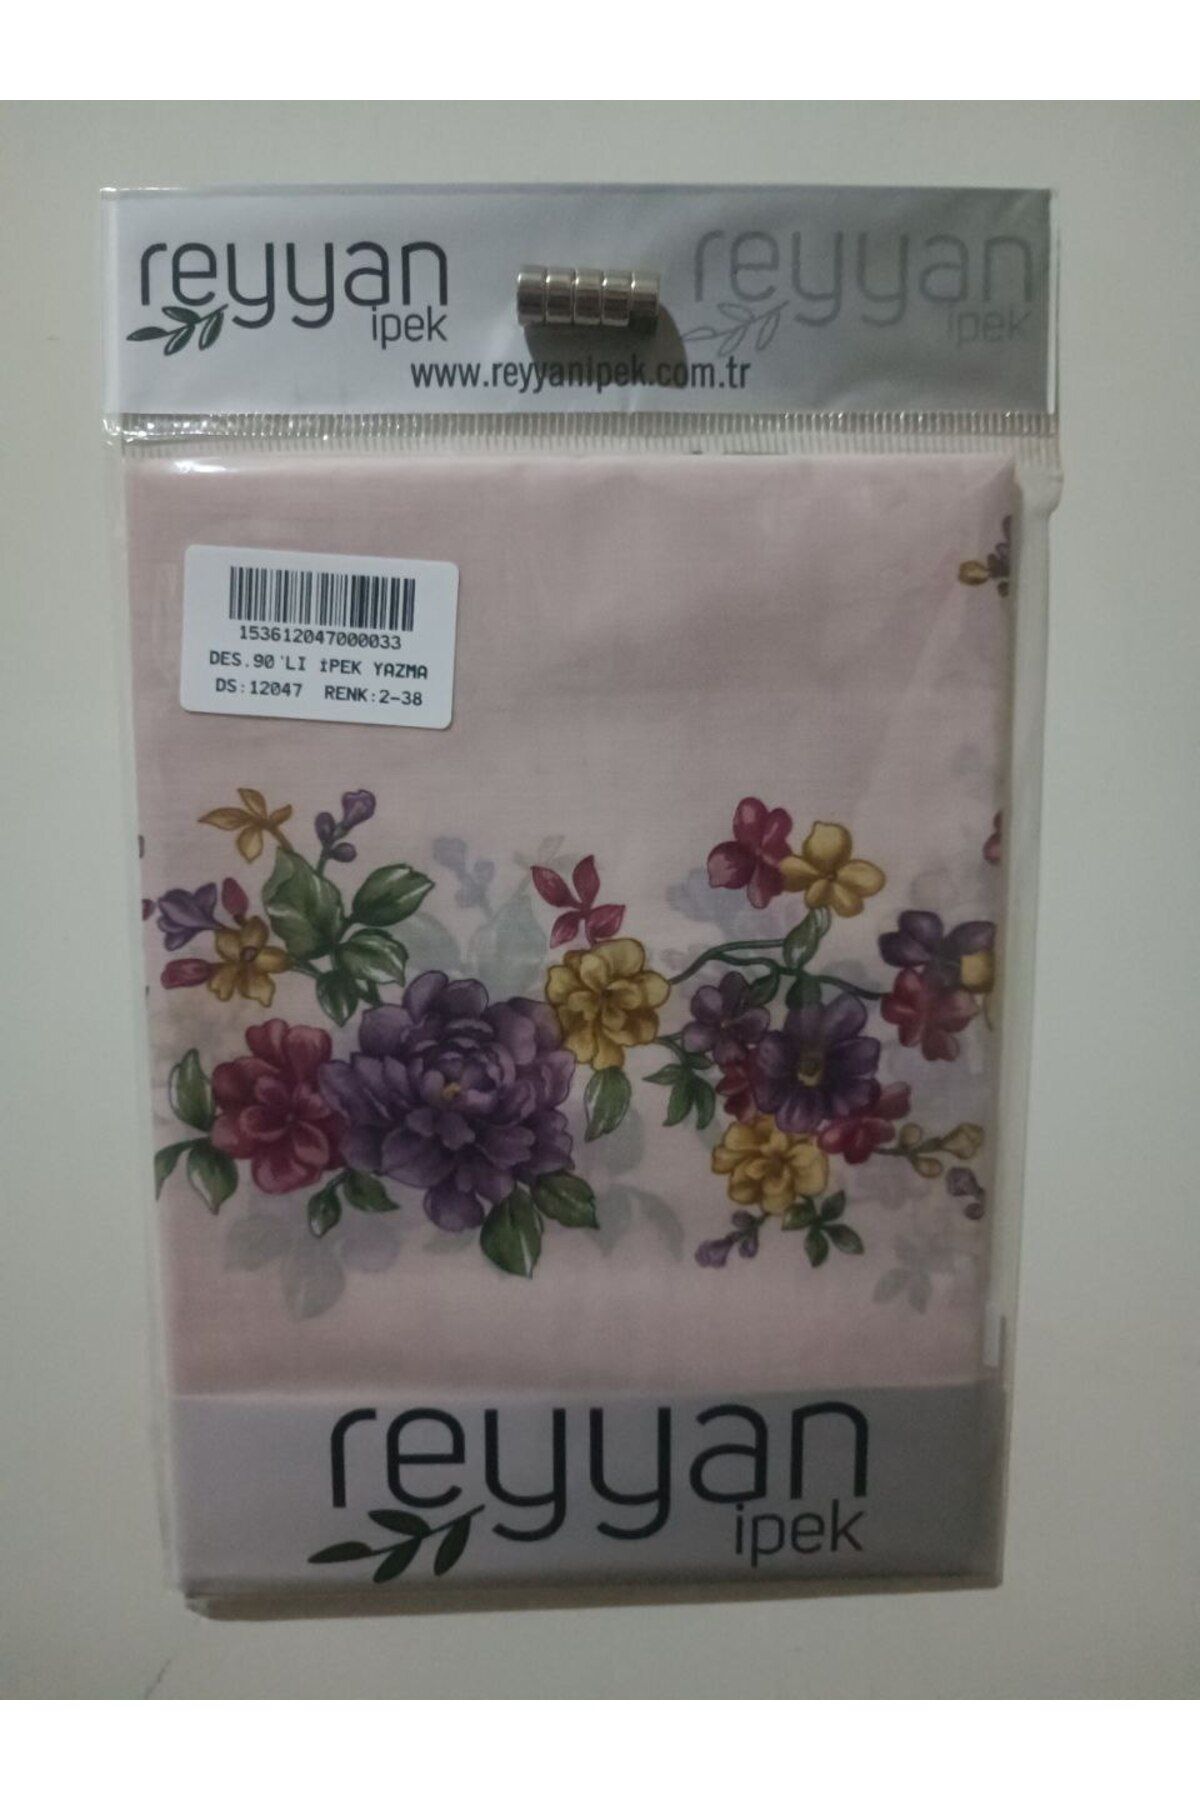 reyyan
ipek
reyyan
ipek
www.reyyanipek.com.tr
153612047000033
DES.90'LI İPEK YAZMA
DS:12047 RENK:2-38
reyyan
ipek